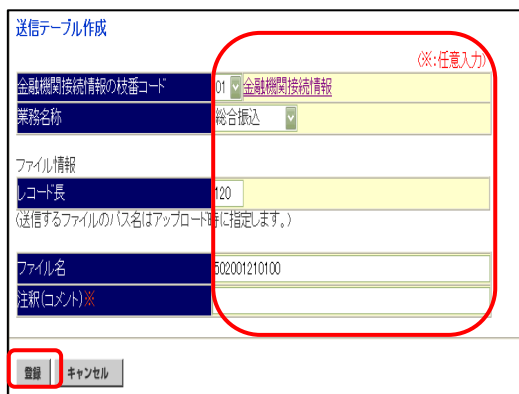 送信テーブル作成
(※:任意入力)
金融機関接続情報の枝番コード 01 金融機関接続情報
業務名称 総合振込
ファイル情報
レコード長 120
(送信するファイルのパス名はアップロード時に指定します。)
ファイル名 502001210100
注釈(コメント)※
登録 キャンセル